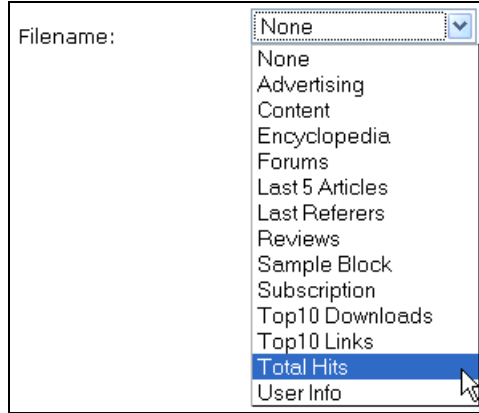 Filename:
None
None
Advertising
Content
Encyclopedia
Forums
Last 5 Articles
Last Referers
Reviews
Sample Block
Subscription
Top10 Downloads
Top10 Links
Total Hits
User Info